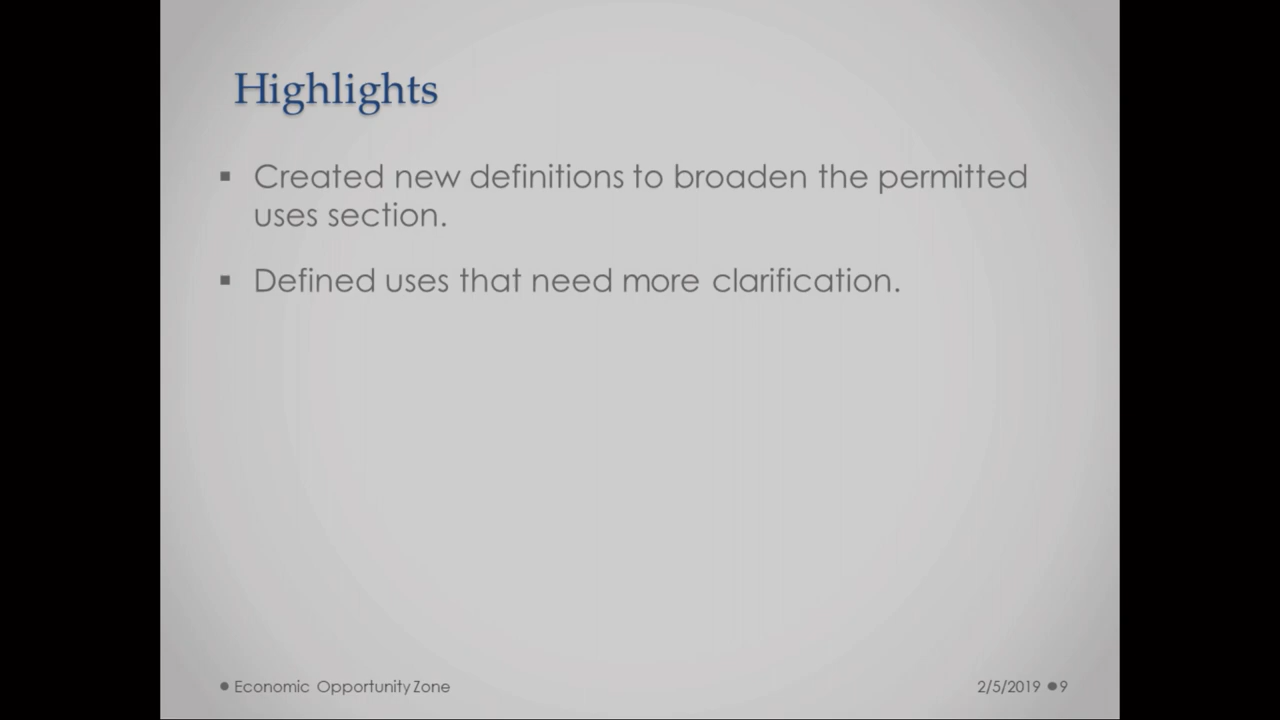 Highlights
▪ Created new definitions to broaden the permitted
uses section.
▪ Defined uses that need more clarification.
● Economic Opportunity Zone
2/5/2019 ●9